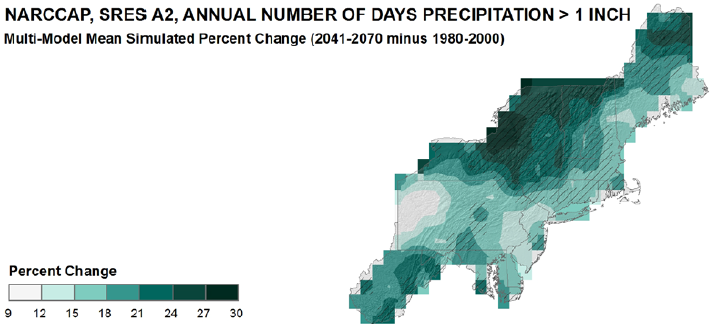 NARCCAP, SRES A2, ANNUAL NUMBER OF DAYS PRECIPITATION > 1 INCH
Multi-Model Mean Simulated Percent Change (2041-2070 minus 1980-2000)
Percent Change
9 12 15 18 21 24 27 30